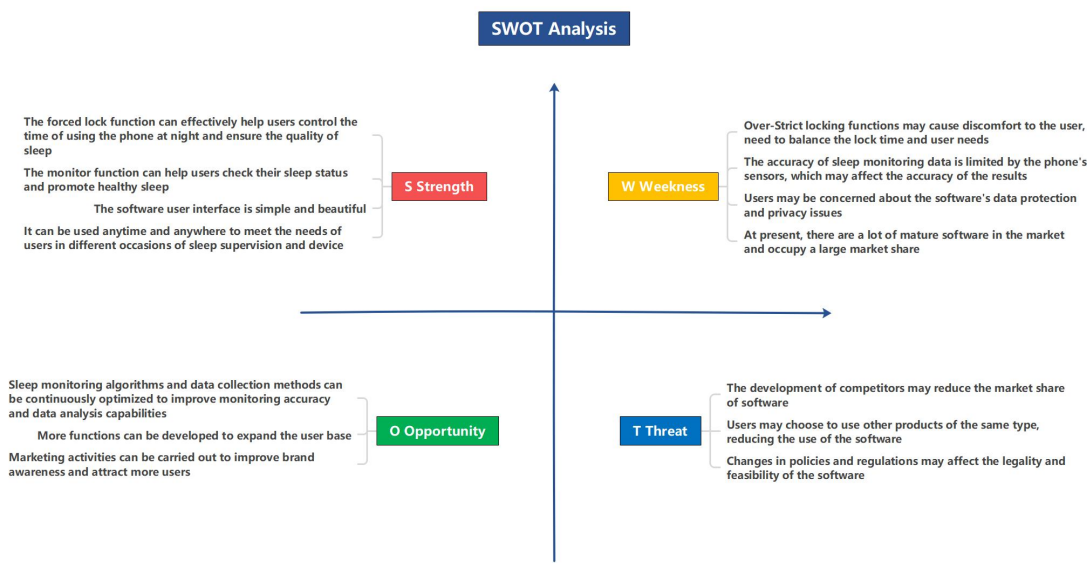 SWOT Analysis
The forced lock function can effectively help users control the
time of using the phone at night and ensure the quality of
sleep
The monitor function can help users check their sleep status
and promote healthy sleep
The software user interface is simple and beautiful
It can be used anytime and anywhere to meet the needs of
users in different occasions of sleep supervision and device
S Strength
W Weekness
Over-Strict locking functions may cause discomfort to the user,
need to balance the lock time and user needs
The accuracy of sleep monitoring data is limited by the phone's
sensors, which may affect the accuracy of the results
Users may be concerned about the software's data protection
and privacy issues
At present, there are a lot of mature software in the market
and occupy a large market share
Sleep monitoring algorithms and data collection methods can
be continuously optimized to improve monitoring accuracy
and data analysis capabilities
More functions can be developed to expand the user base
Marketing activities can be carried out to improve brand
awareness and attract more users
O Opportunity
T Threat
The development of competitors may reduce the market share
of software
Users may choose to use other products of the same type,
reducing the use of the software
Changes in policies and regulations may affect the legality and
feasibility of the software